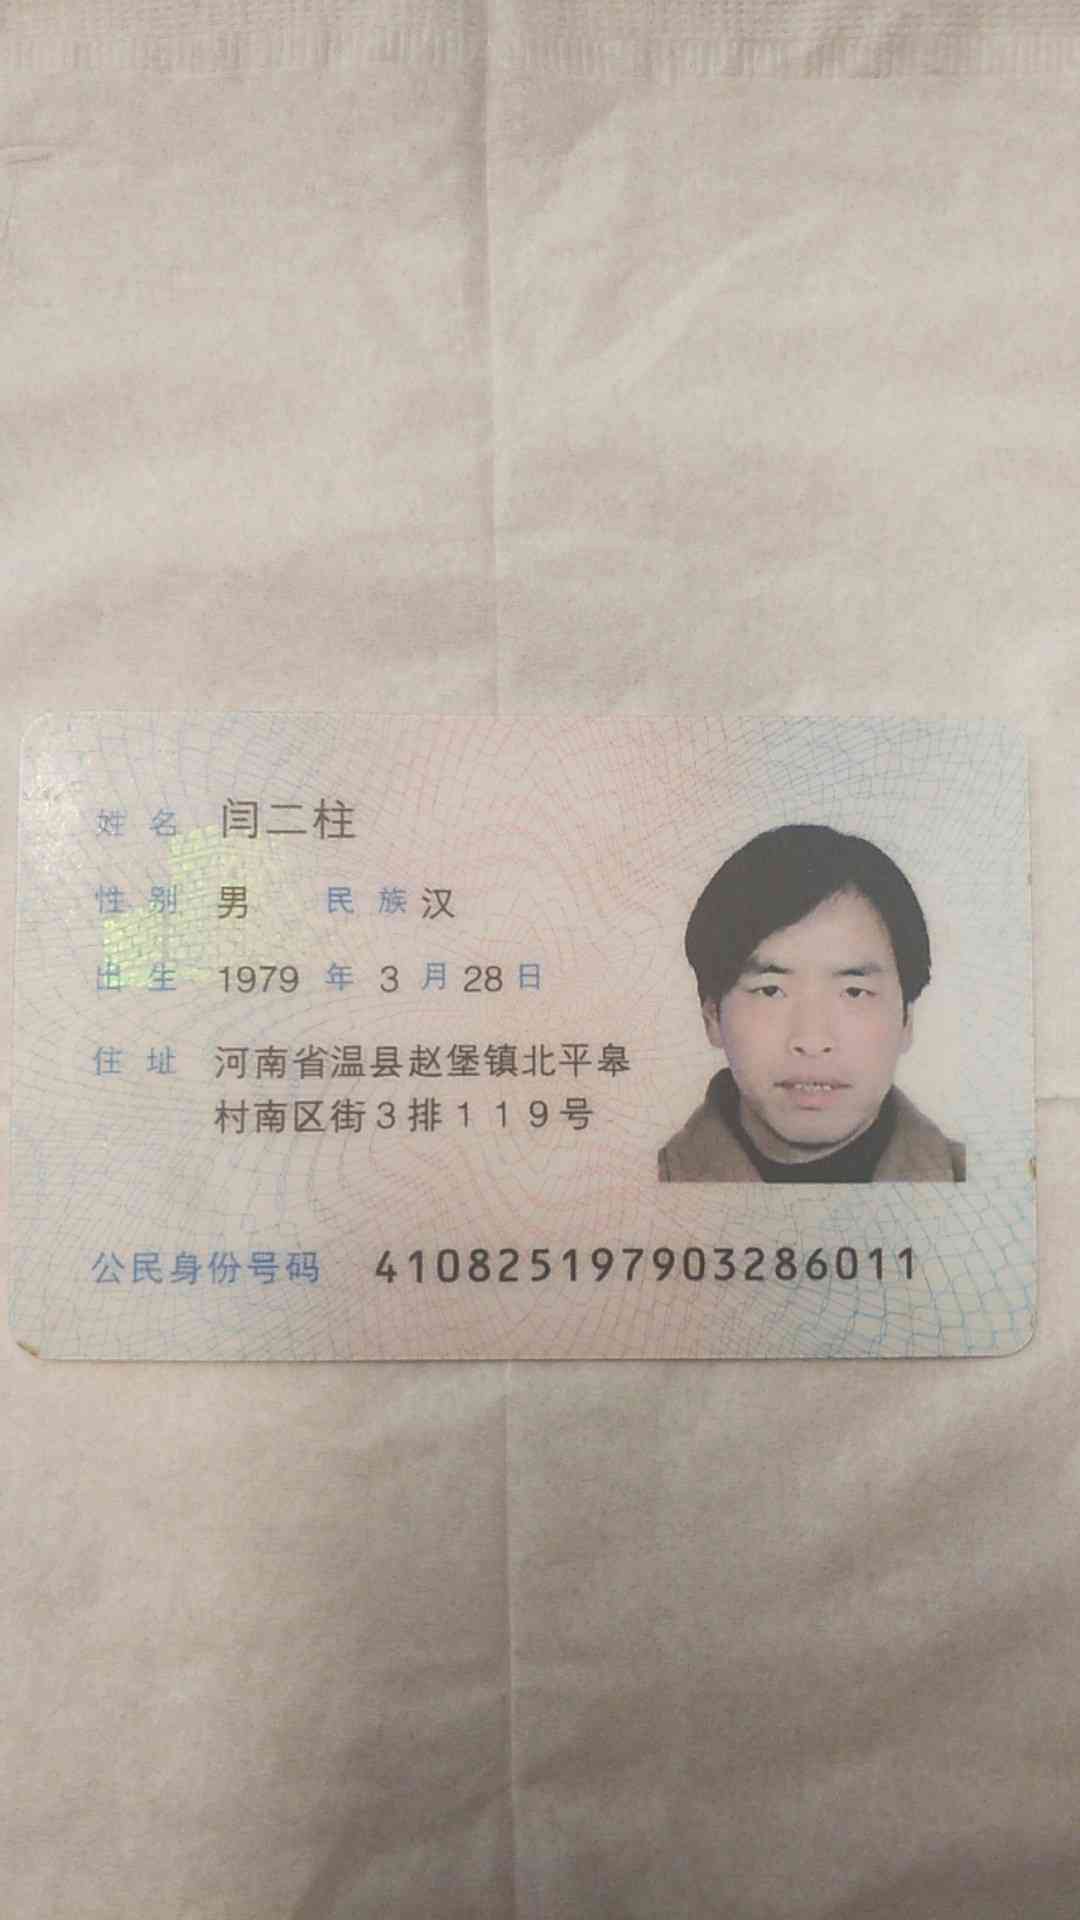 姓名 闫二柱
性别 男 民族 汉
出生 1979 年 3 月 28 日
住址 河南省温县赵堡镇北平皋
村南区街3排119号
公民身份号码 410825197903286011